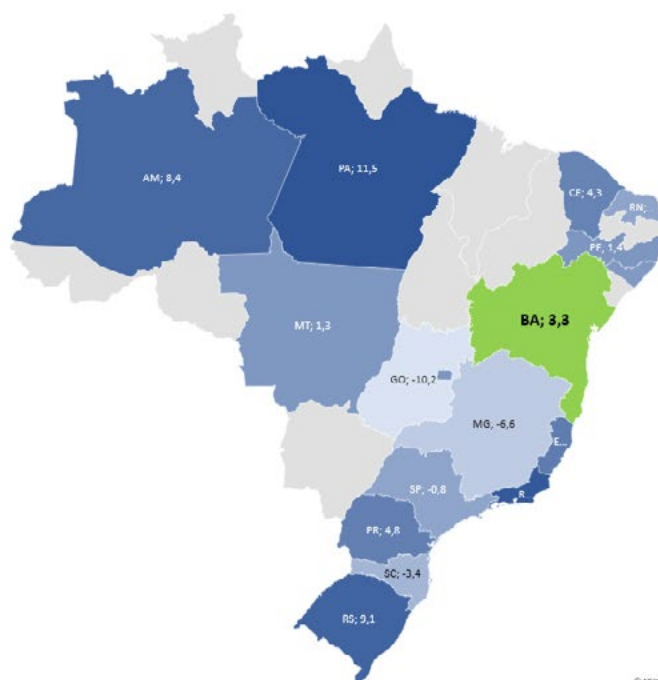 AM; 8,4
PA; 11,5
CE; 4,3
RN;...
PE; 1,4
BA; 3,3
MT; 1,3
GO; -10,2
MG; -6,6
E...
SP; -0,8
R
PR; 4,8
SC; -3,4
RS; 9,1